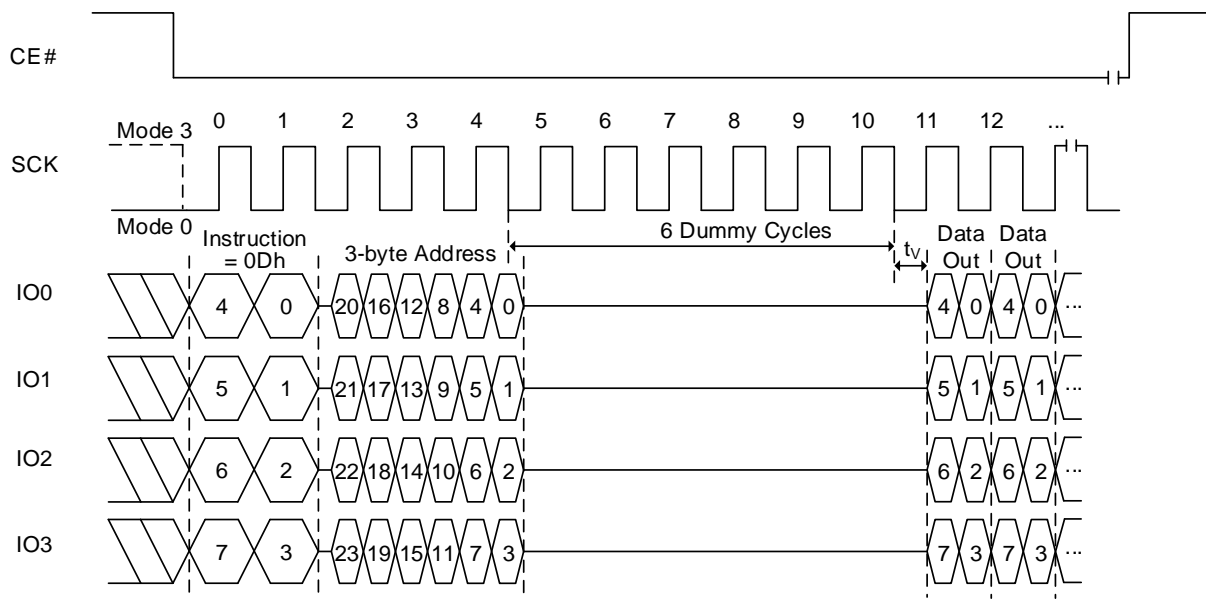 CE#
0 1 2 3 4 5 6 7 8 9 10 11 12 ...
Mode 3
SCK
Mode 0
Instruction
= 0Dh
3-byte Address
6 Dummy Cycles
tV
Data
Out
Data
Out
IO0 4 0 20 16 12 8 4 0 4 0 4 0 ...
IO1 5 1 21 17 13 9 5 1 5 1 5 1 ...
IO2 6 2 22 18 14 10 6 2 6 2 6 2 ...
IO3 7 3 23 19 15 11 7 3 7 3 7 3 ...